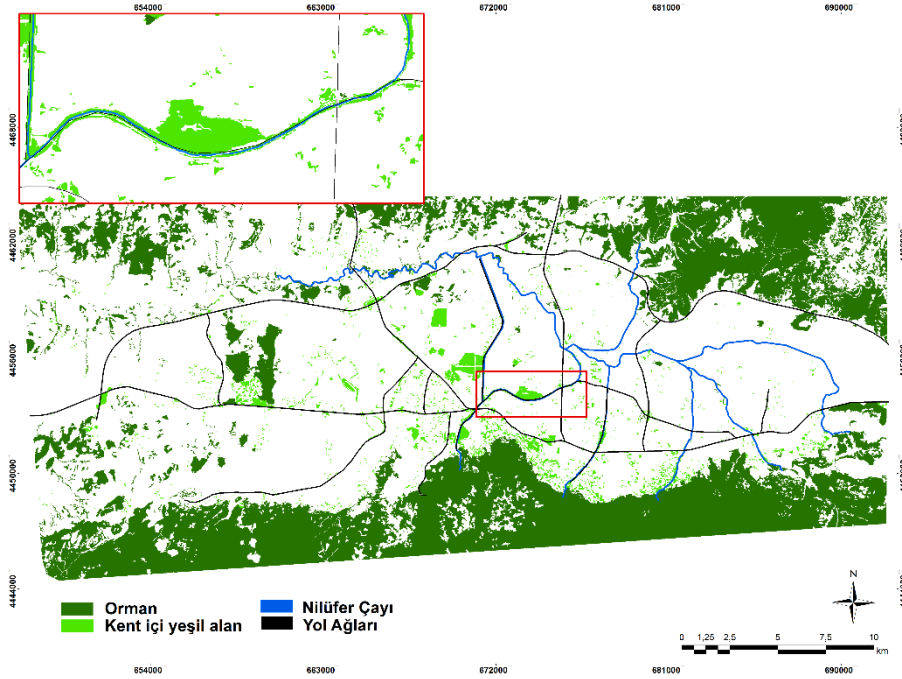 654000 663000 672000 681000 690000
4468000
4462000
4456000
4450000
4444000
Orman
Kent içi yeşil alan
Nilüfer Çayı
Yol Ağları
N
0 1,25 2,5 5 7,5 10
km
654000 663000 672000 681000 690000